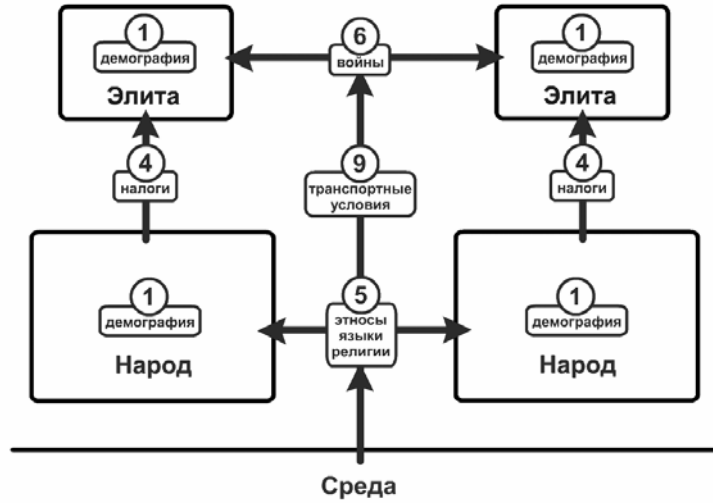 1
демография
Элита
6
войны
1
демография
Элита
4
налоги
9
транспортные
условия
4
налоги
1
демография
Народ
5
этносы
языки
религии
1
демография
Народ
Среда